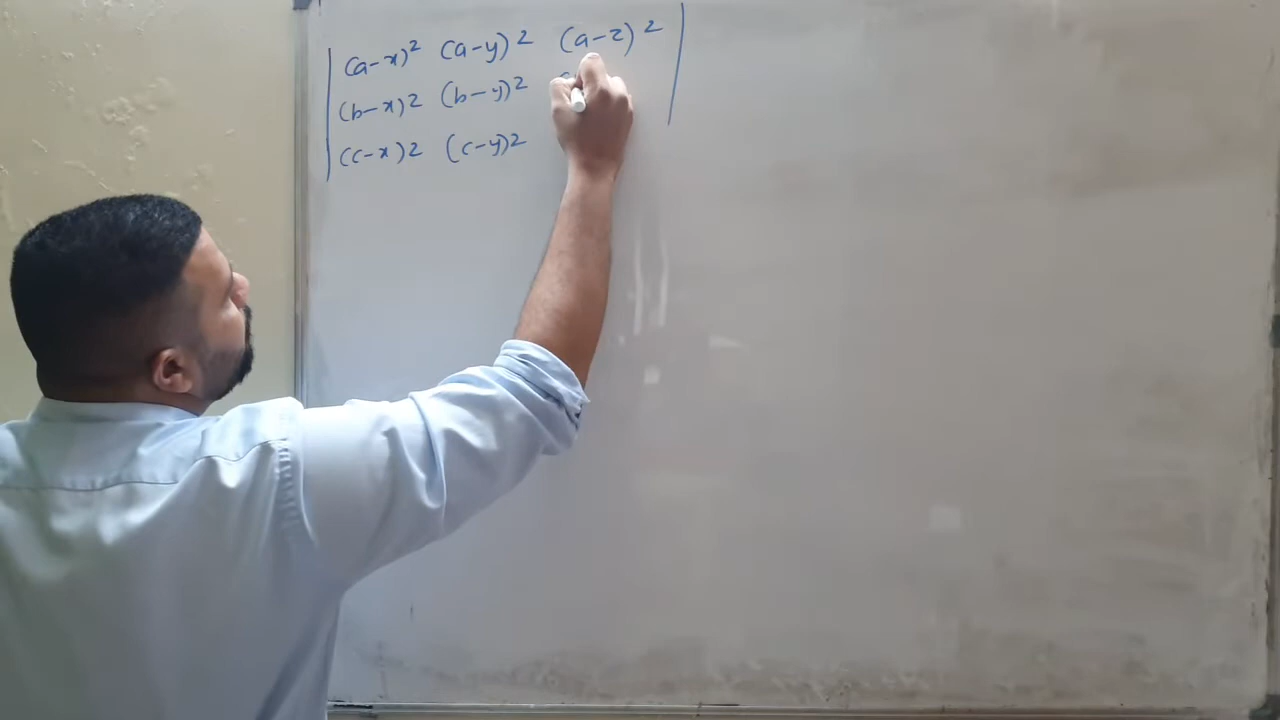 | (a-x)² (a-y)² (a-z)² |
| (b-x)2 (b-y)²
| (c-x)2 (c-y)2